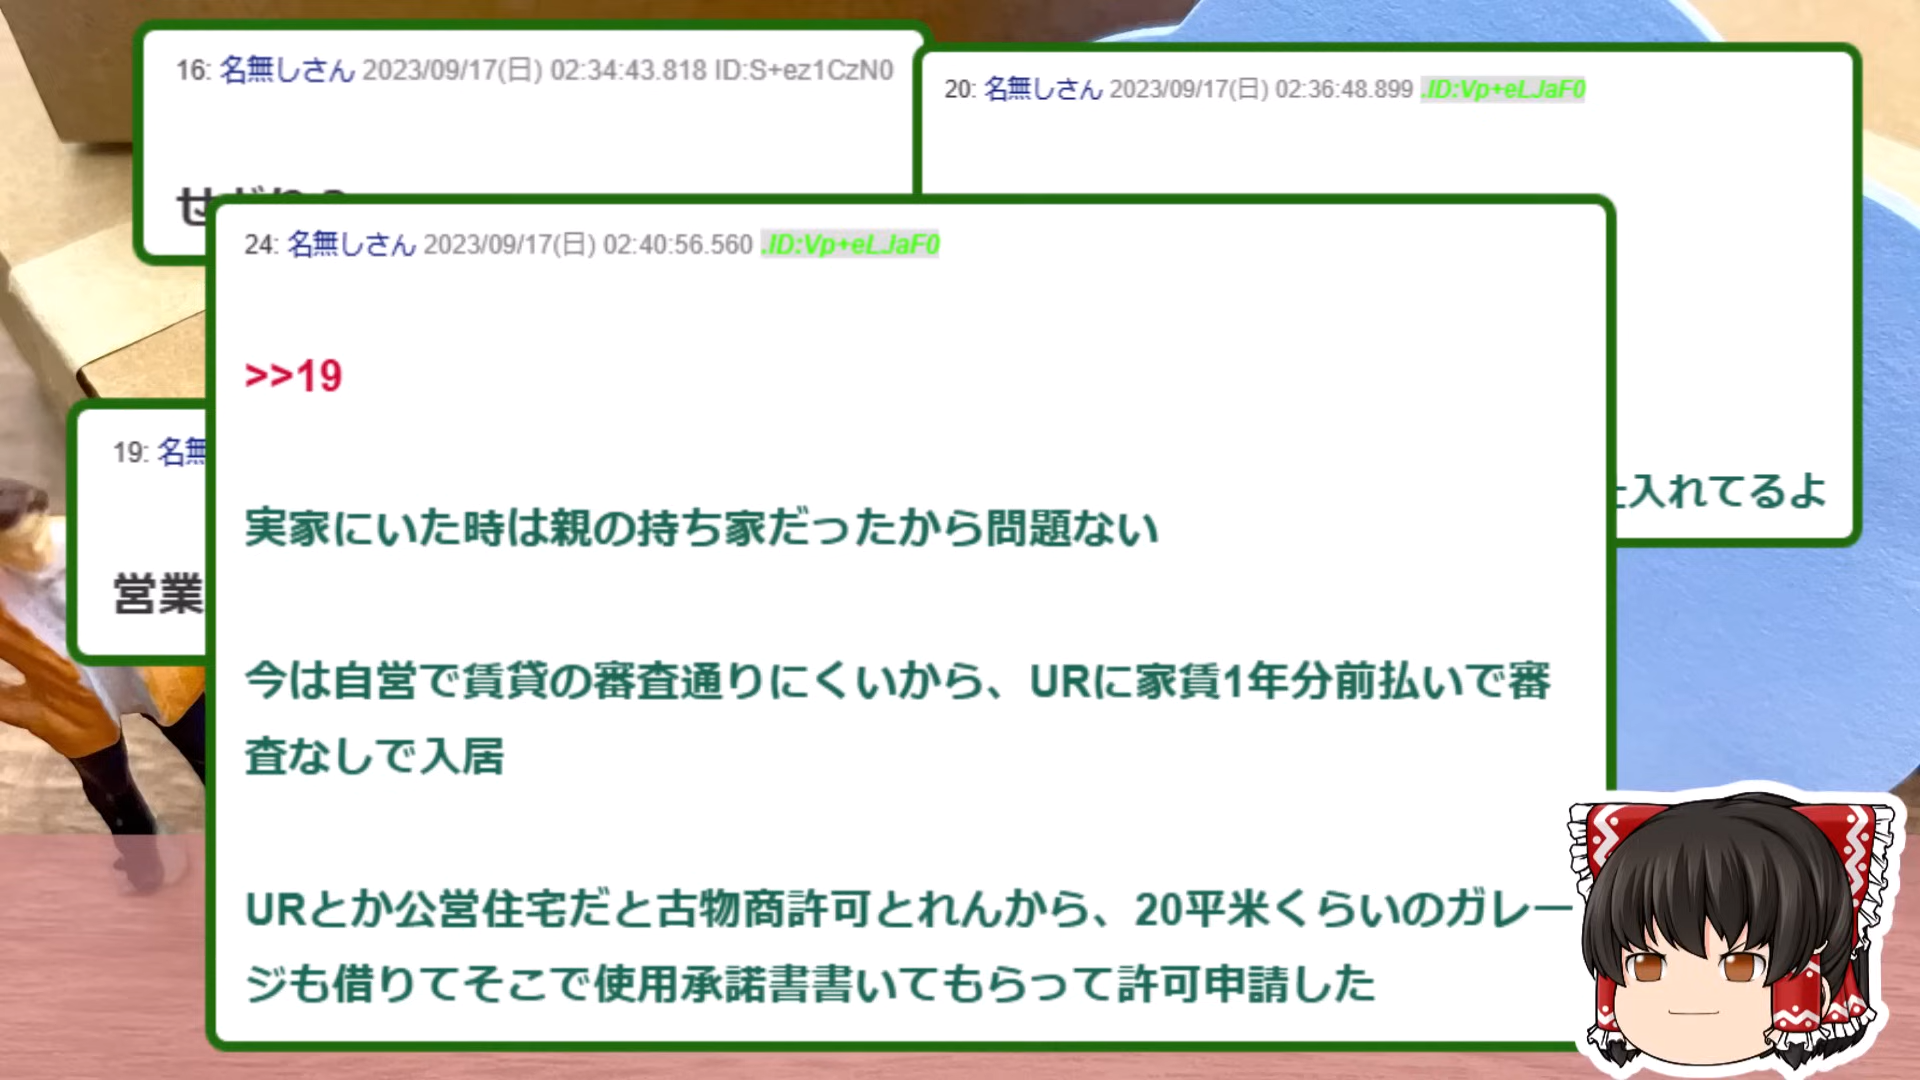 16: 名無しさん 2023/09/17(日) 02:34:43.818 ID:S+ez1CzN0
20: 名無しさん 2023/09/17(日) 02:36:48.899 .ID:Vp+eLJaF0
入れてるよ
19: 名無
営業
24: 名無しさん 2023/09/17(日) 02:40:56.560 .ID:Vp+eLJaF0
>>19
実家にいた時は親の持ち家だったから問題ない
今は自営で賃貸の審査通りにくいから、URに家賃1年分前払いで審
査なしで入居
URとか公営住宅だと古物商許可とれんから、20平米くらいのガレー
ジも借りてそこで使用承諾書書いてもらって許可申請した